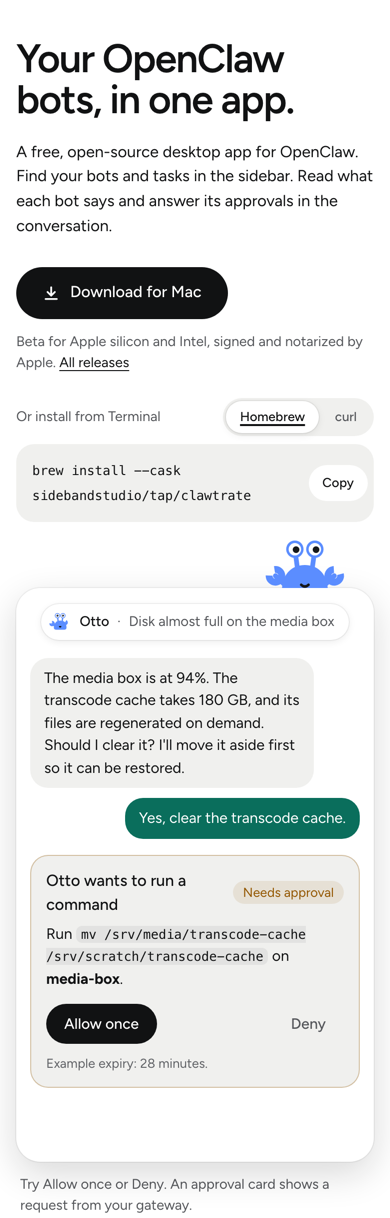 Your OpenClaw
bots, in one app.
A free, open-source desktop app for OpenClaw.
Find your bots and tasks in the sidebar. Read what
each bot says and answer its approvals in the
conversation.
Download for Mac
Beta for Apple silicon and Intel, signed and notarized by
Apple. All releases
Or install from Terminal
Homebrew
curl
brew install --cask
sidebandstudio/tap/clawtrate
Copy
Otto · Disk almost full on the media box
The media box is at 94%. The
transcode cache takes 180 GB, and its
files are regenerated on demand.
Should I clear it? I'll move it aside first
so it can be restored.
Yes, clear the transcode cache.
Otto wants to run a
command
Needs approval
Run mv /srv/media/transcode-cache
/srv/scratch/transcode-cache on
media-box.
Allow once
Deny
Example expiry: 28 minutes.
Try Allow once or Deny. An approval card shows a
request from your gateway.